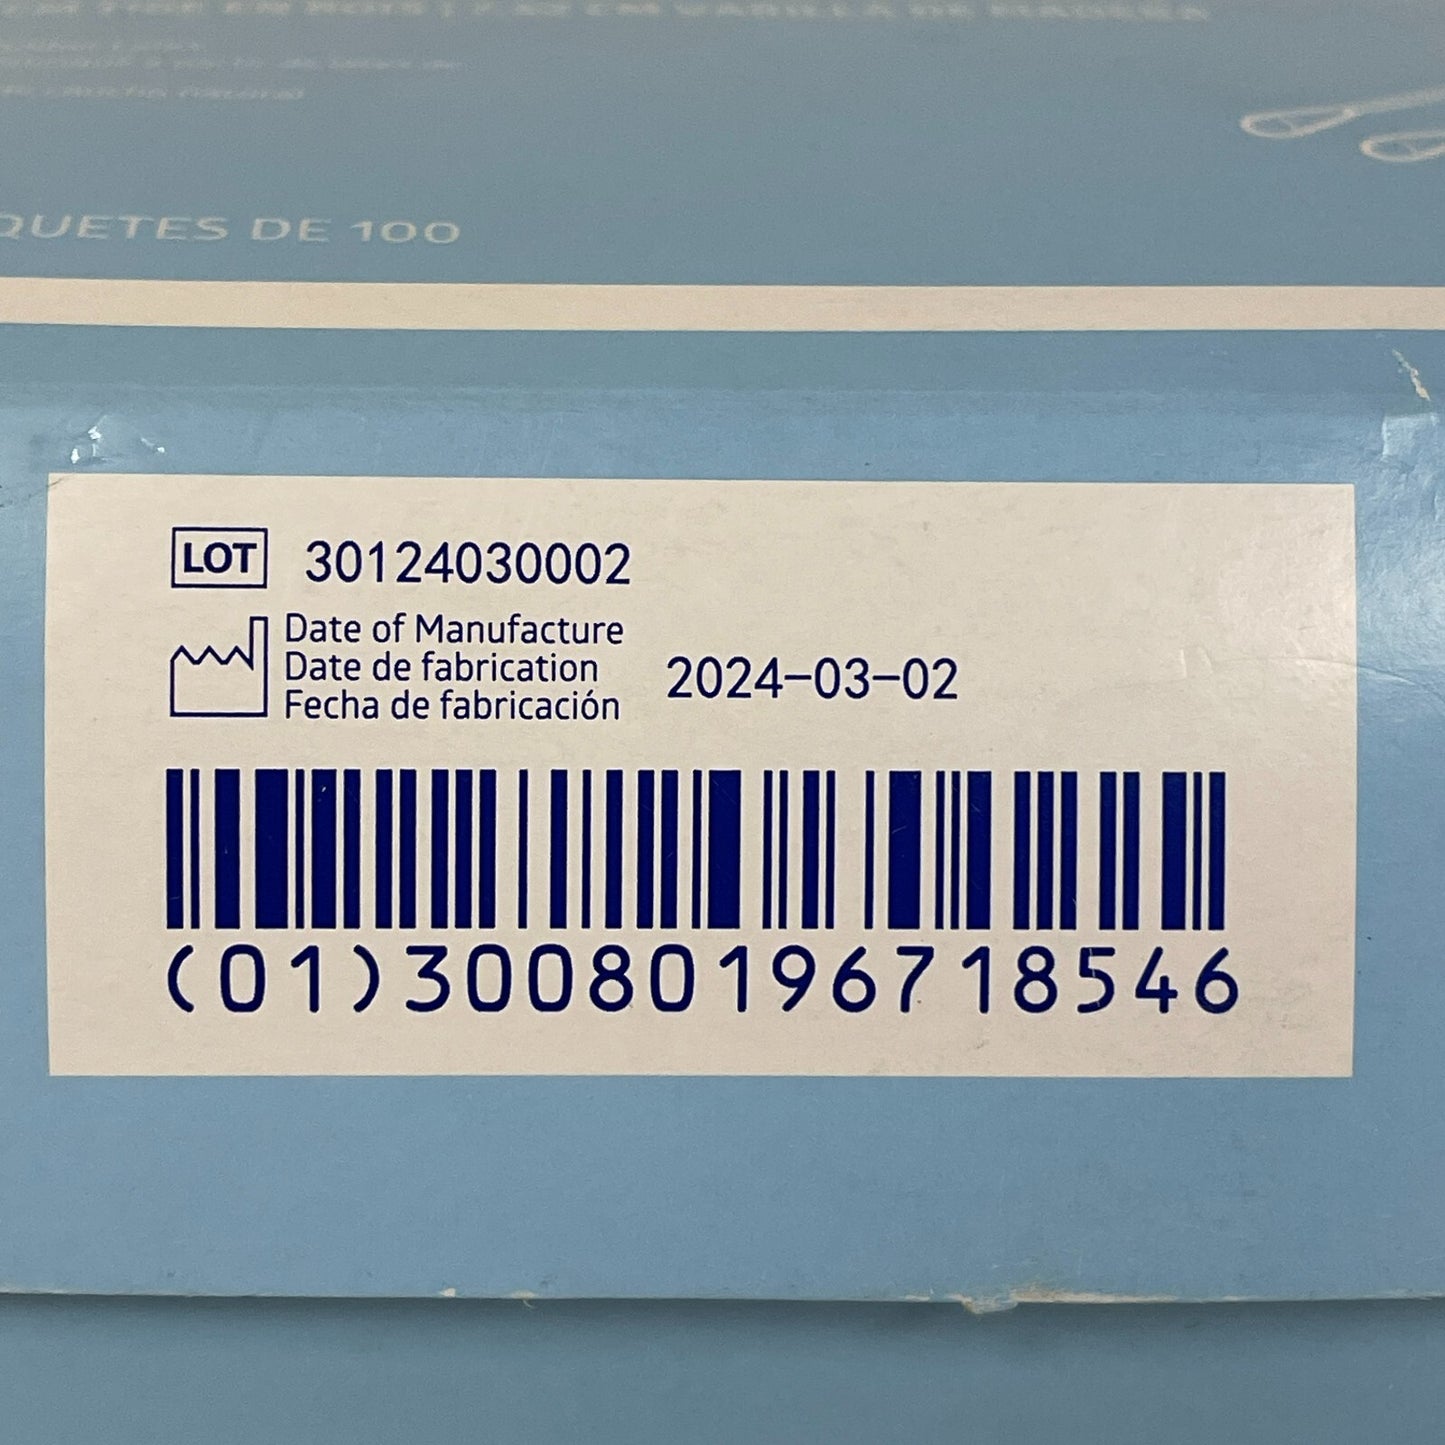 QUETES DE 100
LOT 30124030002
Date of Manufacture
Date de fabrication
Fecha de fabricación
2024-03-02
(01)30080196718546